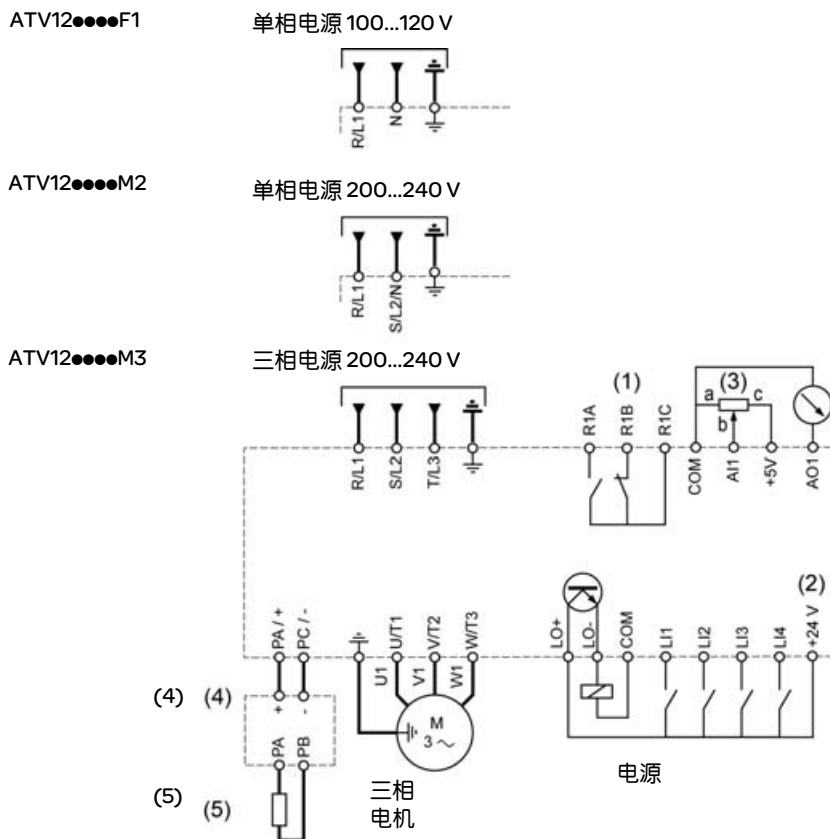 ATV12●●●●F1 单相电源 100...120 V
R/L1 N
ATV12●●●●M2 单相电源 200...240 V
R/L1 S/L2/N
ATV12●●●●M3 三相电源 200...240 V
(1) (3)
a c
b
R/L1 S/L2 T/L3 R1A R1B R1C COM AI1 +5V AO1
(2)
PA / + PC / - U/T1 V/T2 W/T3 LO+ LO- COM LI1 LI2 LI3 LI4 +24 V
U1 V1 W1
(4) (4) + -
M
3 ~
PA PB
电源
(5) (5) 三相
电机